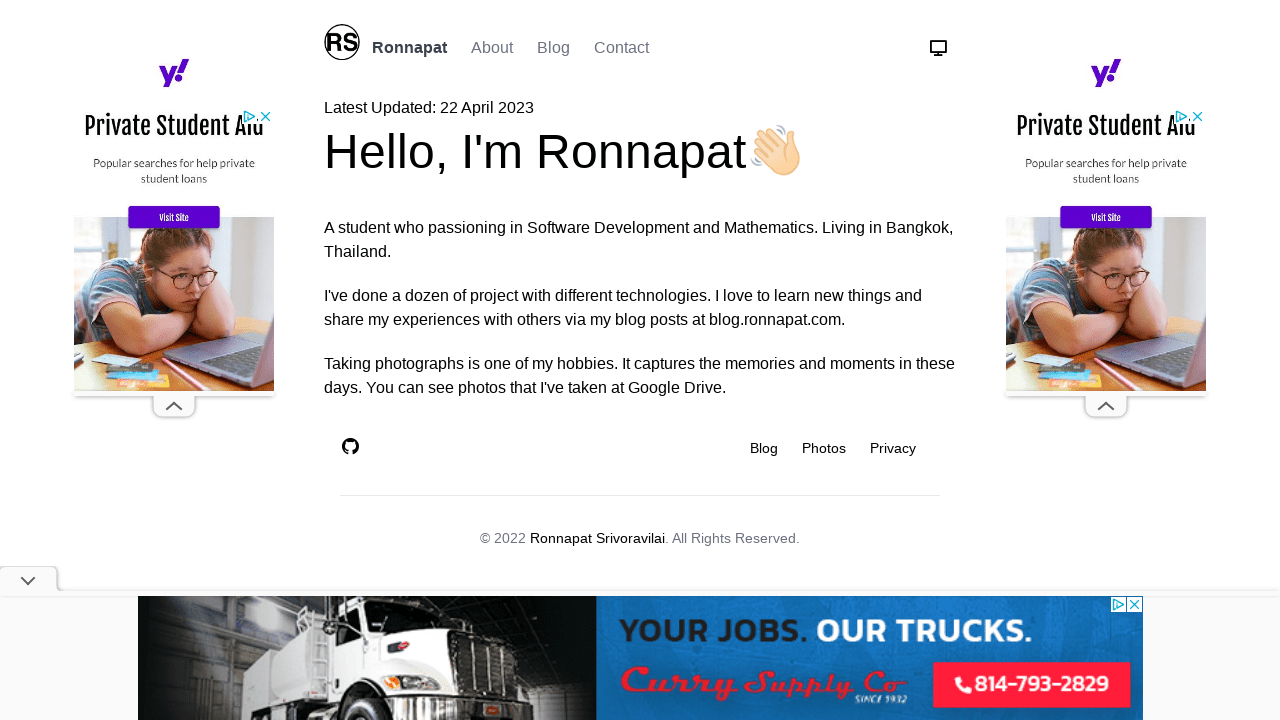 RS Ronnapat About Blog Contact
Latest Updated: 22 April 2023
Hello, I'm Ronnapat👋🏻
A student who passioning in Software Development and Mathematics. Living in Bangkok,
Thailand.
I've done a dozen of project with different technologies. I love to learn new things and
share my experiences with others via my blog posts at blog.ronnapat.com.
Taking photographs is one of my hobbies. It captures the memories and moments in these
days. You can see photos that I've taken at Google Drive.
Blog Photos Privacy
© 2022 Ronnapat Srivoravilai. All Rights Reserved.
y!
Private Student Aid
Popular searches for help private
student loans
Visit Site
y!
Private Student Aid
Popular searches for help private
student loans
Visit Site
YOUR JOBS. OUR TRUCKS.
Curry Supply Co
SINCE 1932
814-793-2829